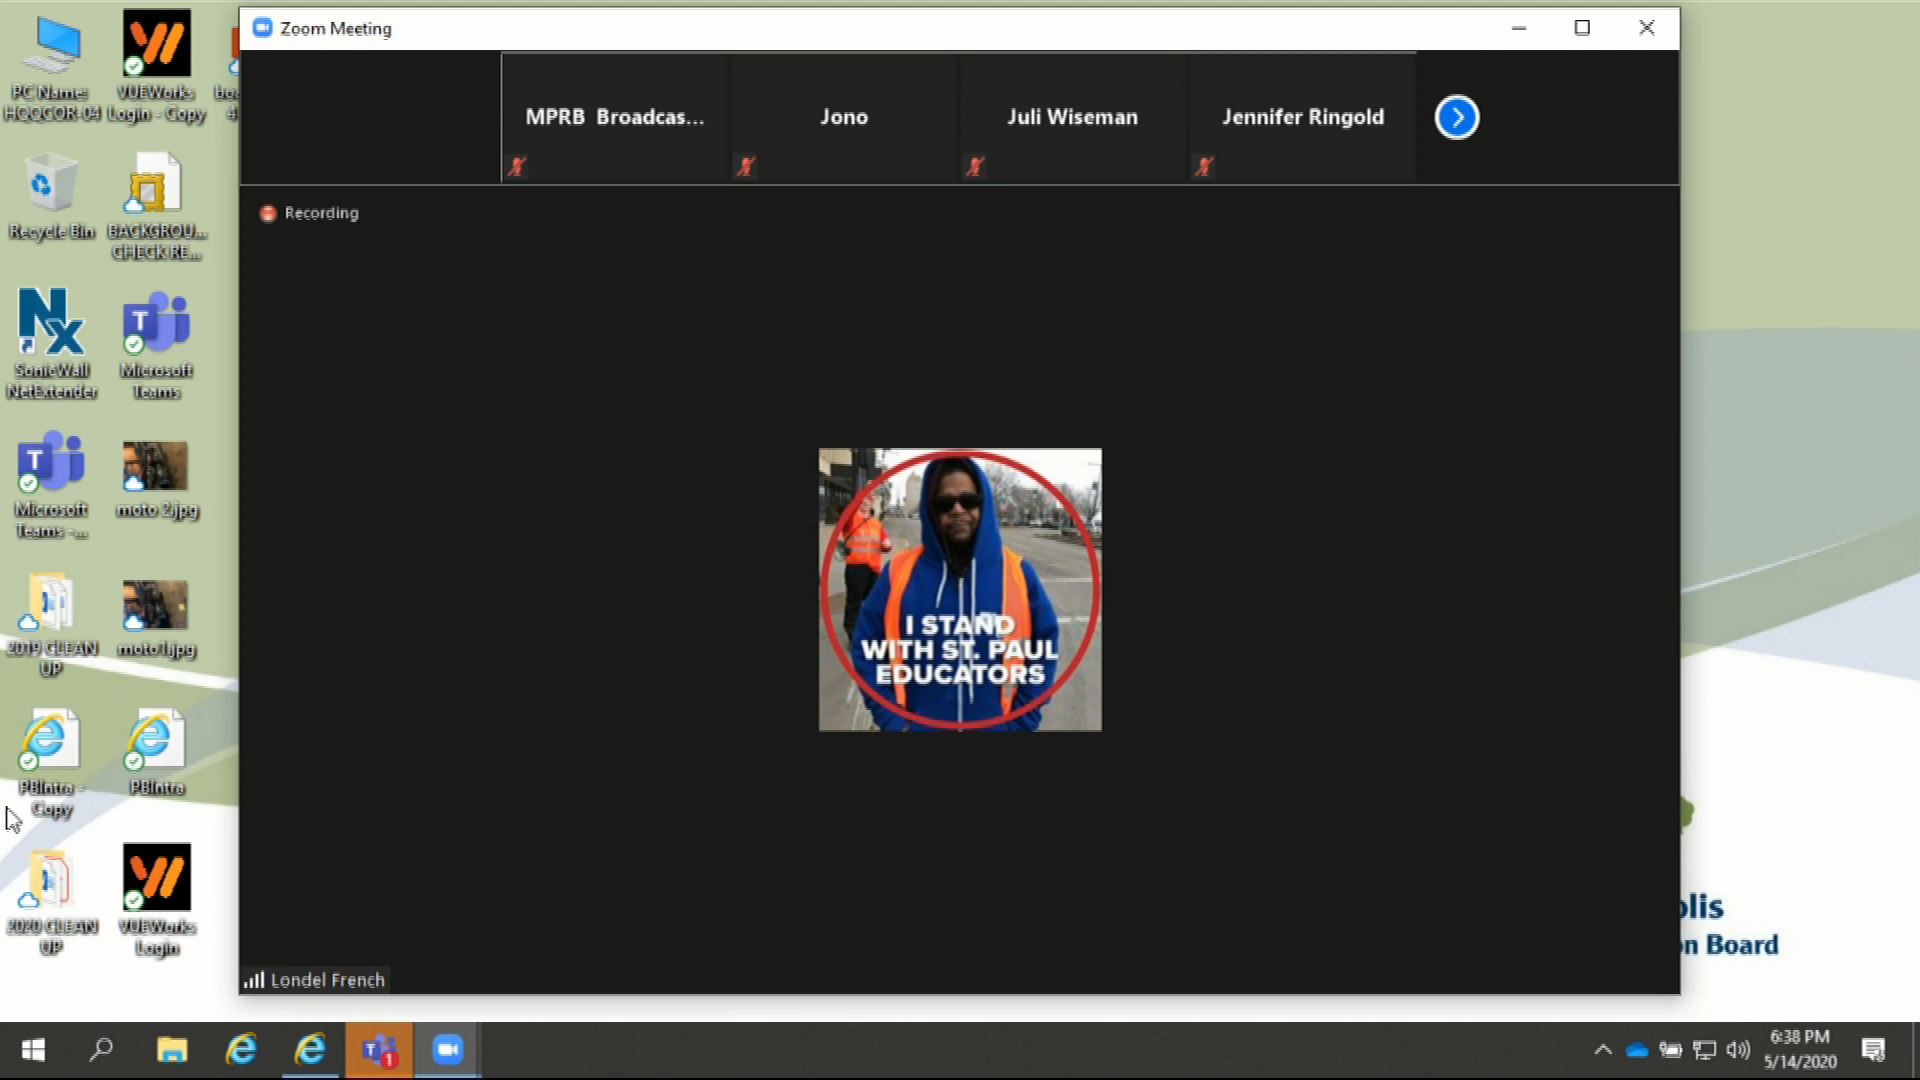 Zoom Meeting
MPRB Broadcas...
Jono
Juli Wiseman
Jennifer Ringold
Recording
I STAND
WITH ST. PAUL
EDUCATORS
Londel French
PC Name:
HQQCOR-04
VUEWorks
Login - Copy
Recycle Bin
BACKGROU...
CHECK RE...
SonicWall
NetExtender
Microsoft
Teams
Microsoft
Teams -...
moto 2.jpg
2019 CLEAN
UP
moto1.jpg
PBIntra -
Copy
PBIntra
2020 CLEAN
UP
VUEWorks
Login
olis
on Board
6:38 PM
5/14/2020